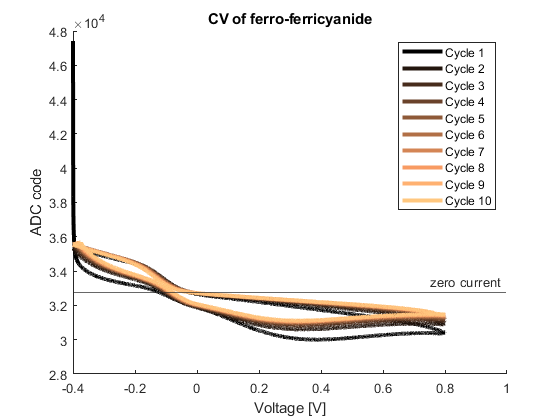 CV of ferro-ferricyanide
×10⁴
4.8
4.6
4.4
4.2
4
3.8
3.6
3.4
3.2
3
2.8
ADC code
-0.4
-0.2
0
0.2
0.4
0.6
0.8
1
Voltage [V]
zero current
Cycle 1
Cycle 2
Cycle 3
Cycle 4
Cycle 5
Cycle 6
Cycle 7
Cycle 8
Cycle 9
Cycle 10